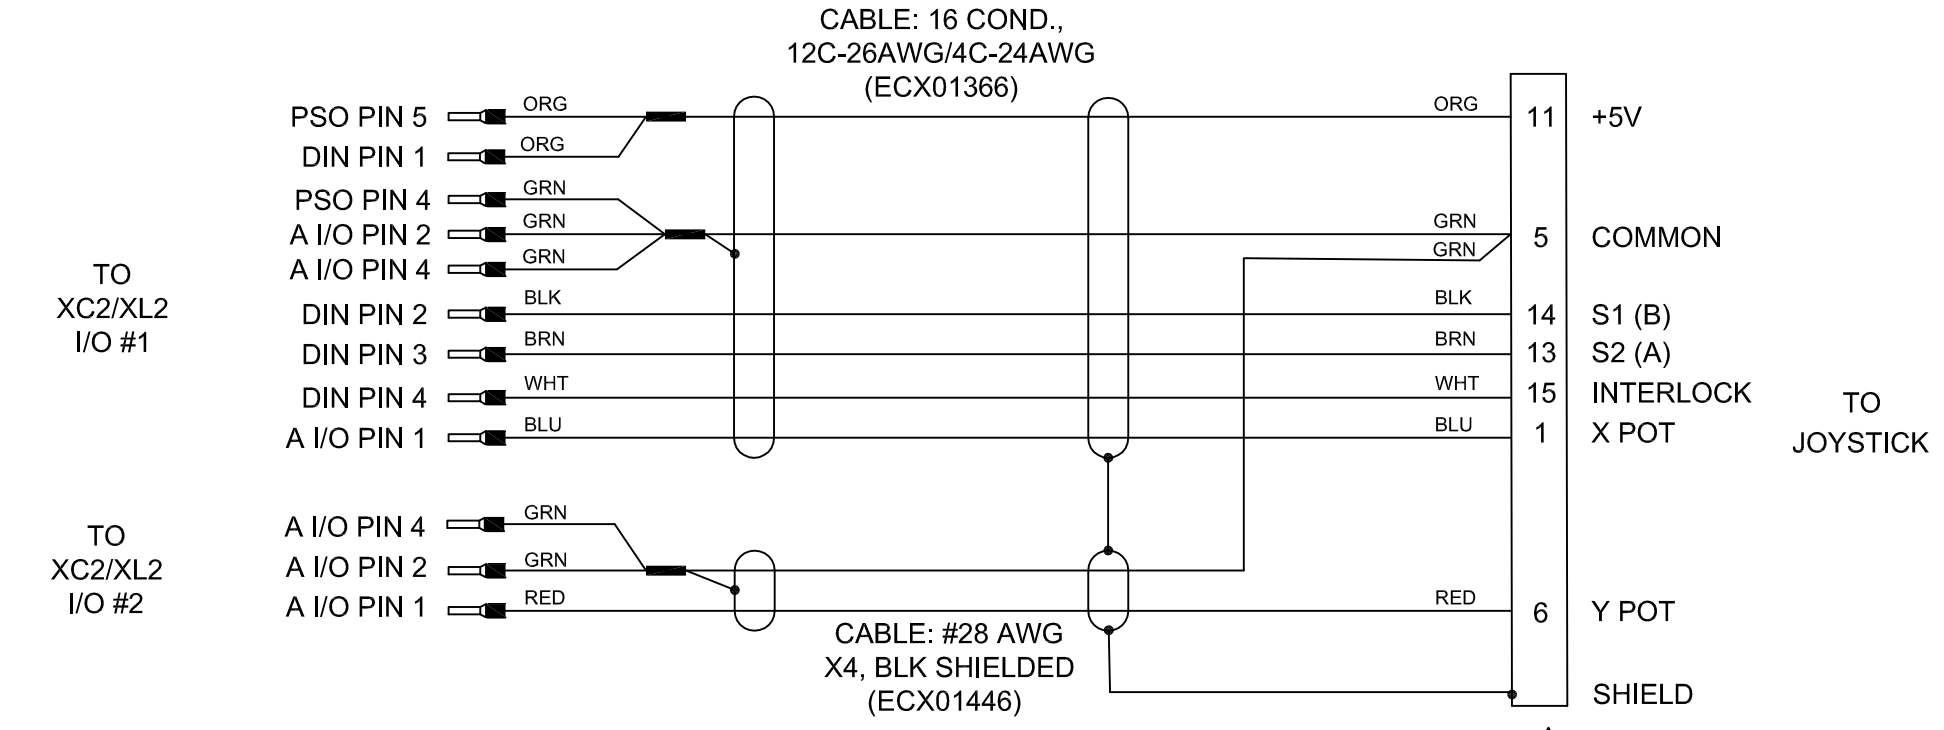 CABLE: 16 COND.,
12C-26AWG/4C-24AWG
(ECX01366)
PSO PIN 5 ORG ORG 11 +5V
DIN PIN 1 ORG
PSO PIN 4 GRN
A I/O PIN 2 GRN GRN 5 COMMON
A I/O PIN 4 GRN GRN
TO
XC2/XL2
I/O #1
DIN PIN 2 BLK BLK 14 S1 (B)
DIN PIN 3 BRN BRN 13 S2 (A)
DIN PIN 4 WHT WHT 15 INTERLOCK
A I/O PIN 1 BLU BLU 1 X POT
TO
JOYSTICK
TO
XC2/XL2
I/O #2
A I/O PIN 4 GRN
A I/O PIN 2 GRN
A I/O PIN 1 RED RED 6 Y POT
CABLE: #28 AWG
X4, BLK SHIELDED
(ECX01446)
SHIELD